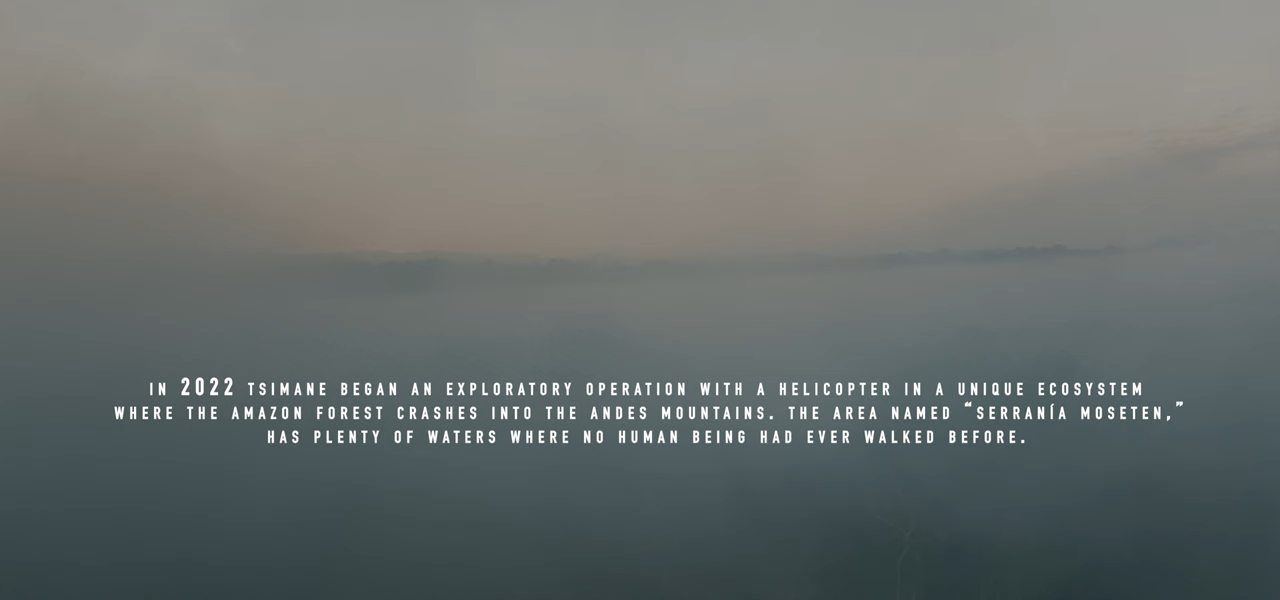 IN 2022 TSIMANE BEGAN AN EXPLORATORY OPERATION WITH A HELICOPTER IN A UNIQUE ECOSYSTEM
WHERE THE AMAZON FOREST CRASHES INTO THE ANDES MOUNTAINS. THE AREA NAMED “SERRANÍA MOSETEN,”
HAS PLENTY OF WATERS WHERE NO HUMAN BEING HAD EVER WALKED BEFORE.